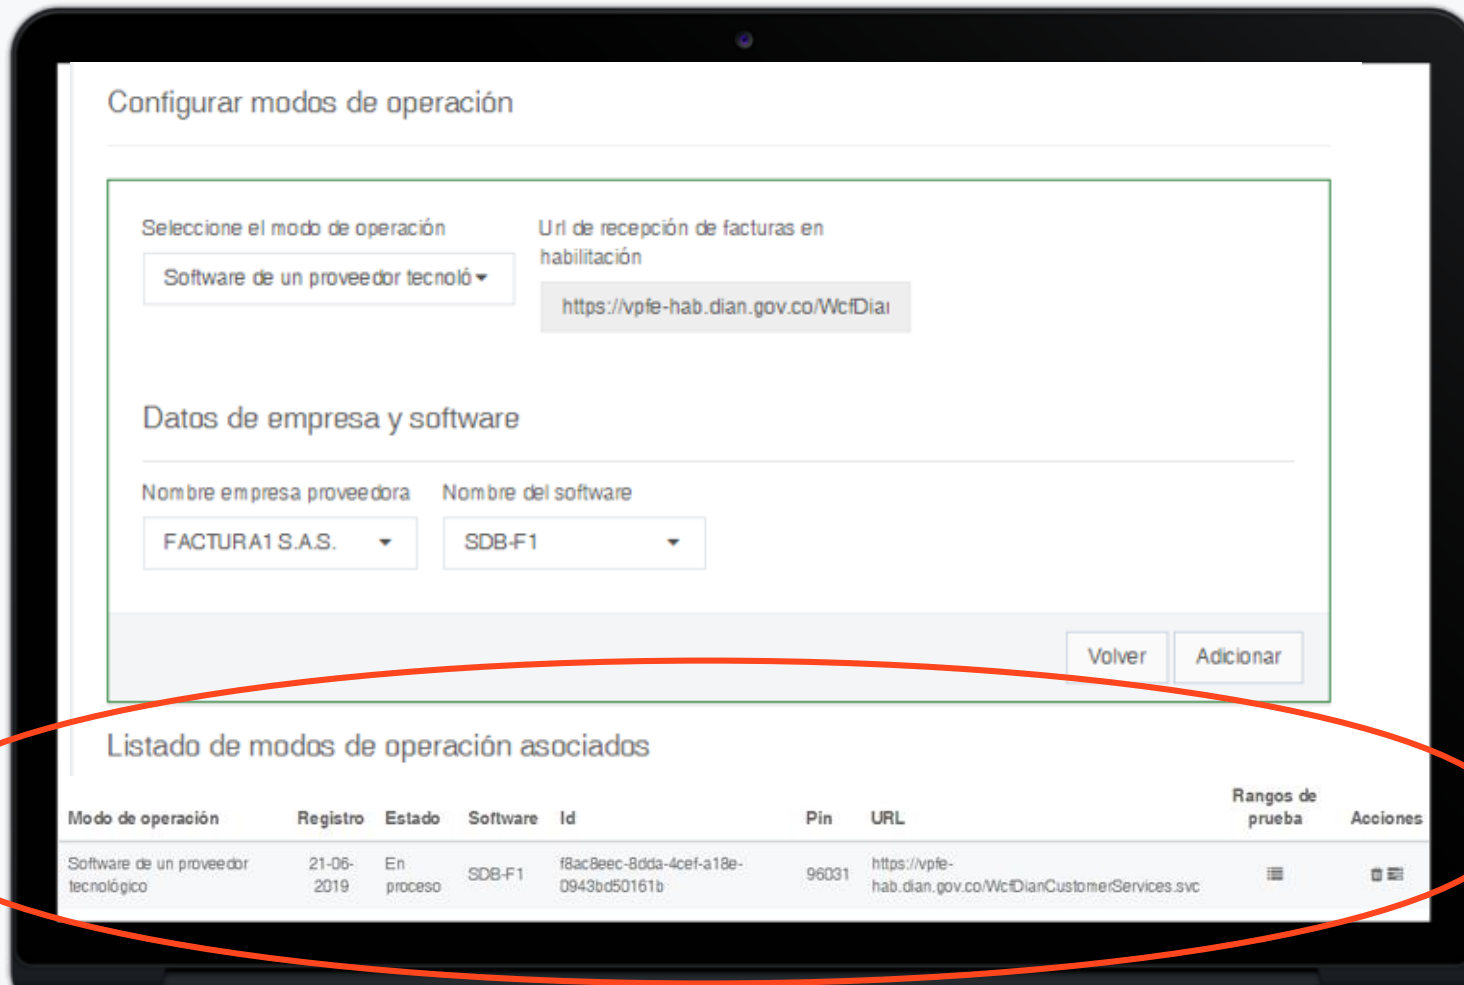 Configurar modos de operación
Seleccione el modo de operación
Url de recepción de facturas en
habilitación
Software de un proveedor tecnoló
https://vpfe-hab.dian.gov.co/WcfDiar
Datos de empresa y software
Nombre empresa proveedora
Nombre del software
FACTURA1 S.A.S.
SDB-F1
Volver
Adicionar
Listado de modos de operación asociados
Modo de operación
Registro
Estado
Software
Id
Pin
URL
Rangos de
prueba
Acciones
Software de un proveedor
tecnológico
21-06-
2019
En
proceso
SDB-F1
f8ac8eec-8dda-4cef-a18e-
0943bd50161b
96031
https://vpfe-
hab.dian.gov.co/WcfDianCustomerServices.svc